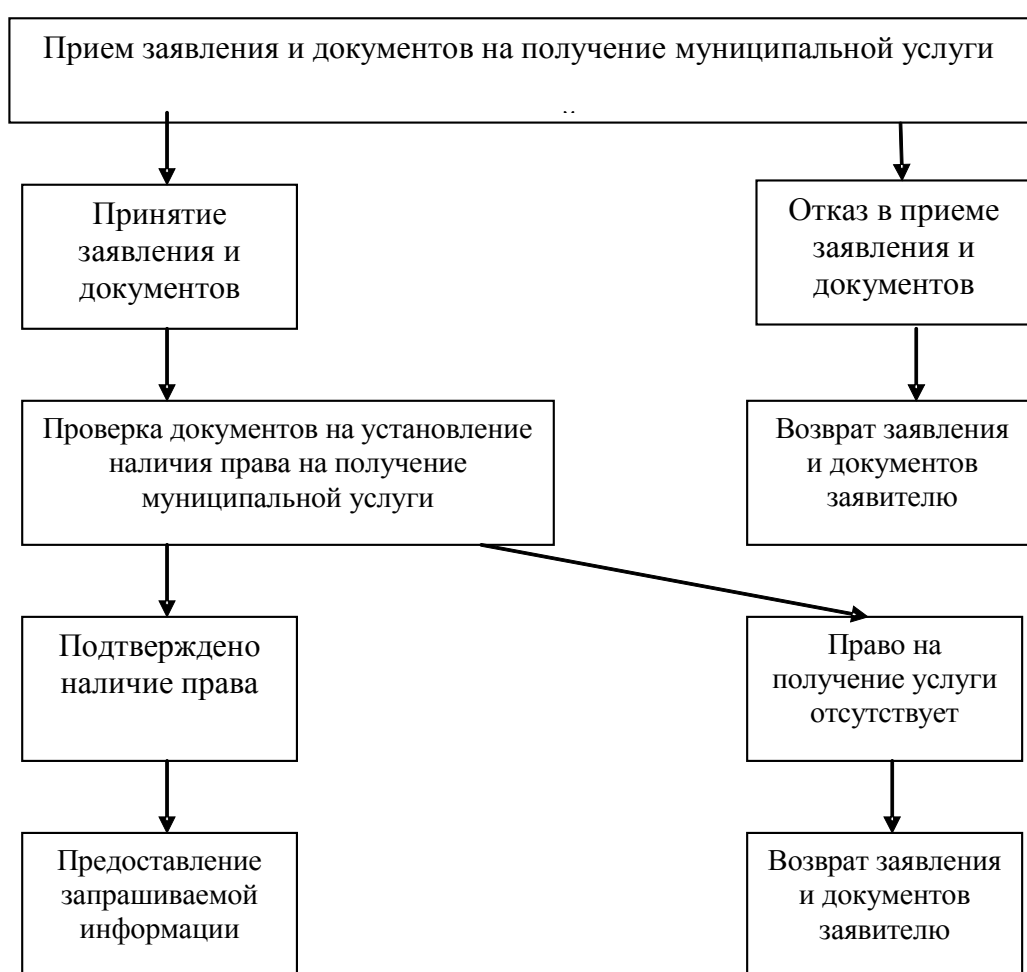 Прием заявления и документов на получение муниципальной услуги
Принятие
заявления и
документов
Отказ в приеме
заявления и
документов
Проверка документов на установление
наличия права на получение
муниципальной услуги
Возврат заявления
и документов
заявителю
Подтверждено
наличие права
Право на
получение услуги
отсутствует
Предоставление
запрашиваемой
информации
Возврат заявления
и документов
заявителю